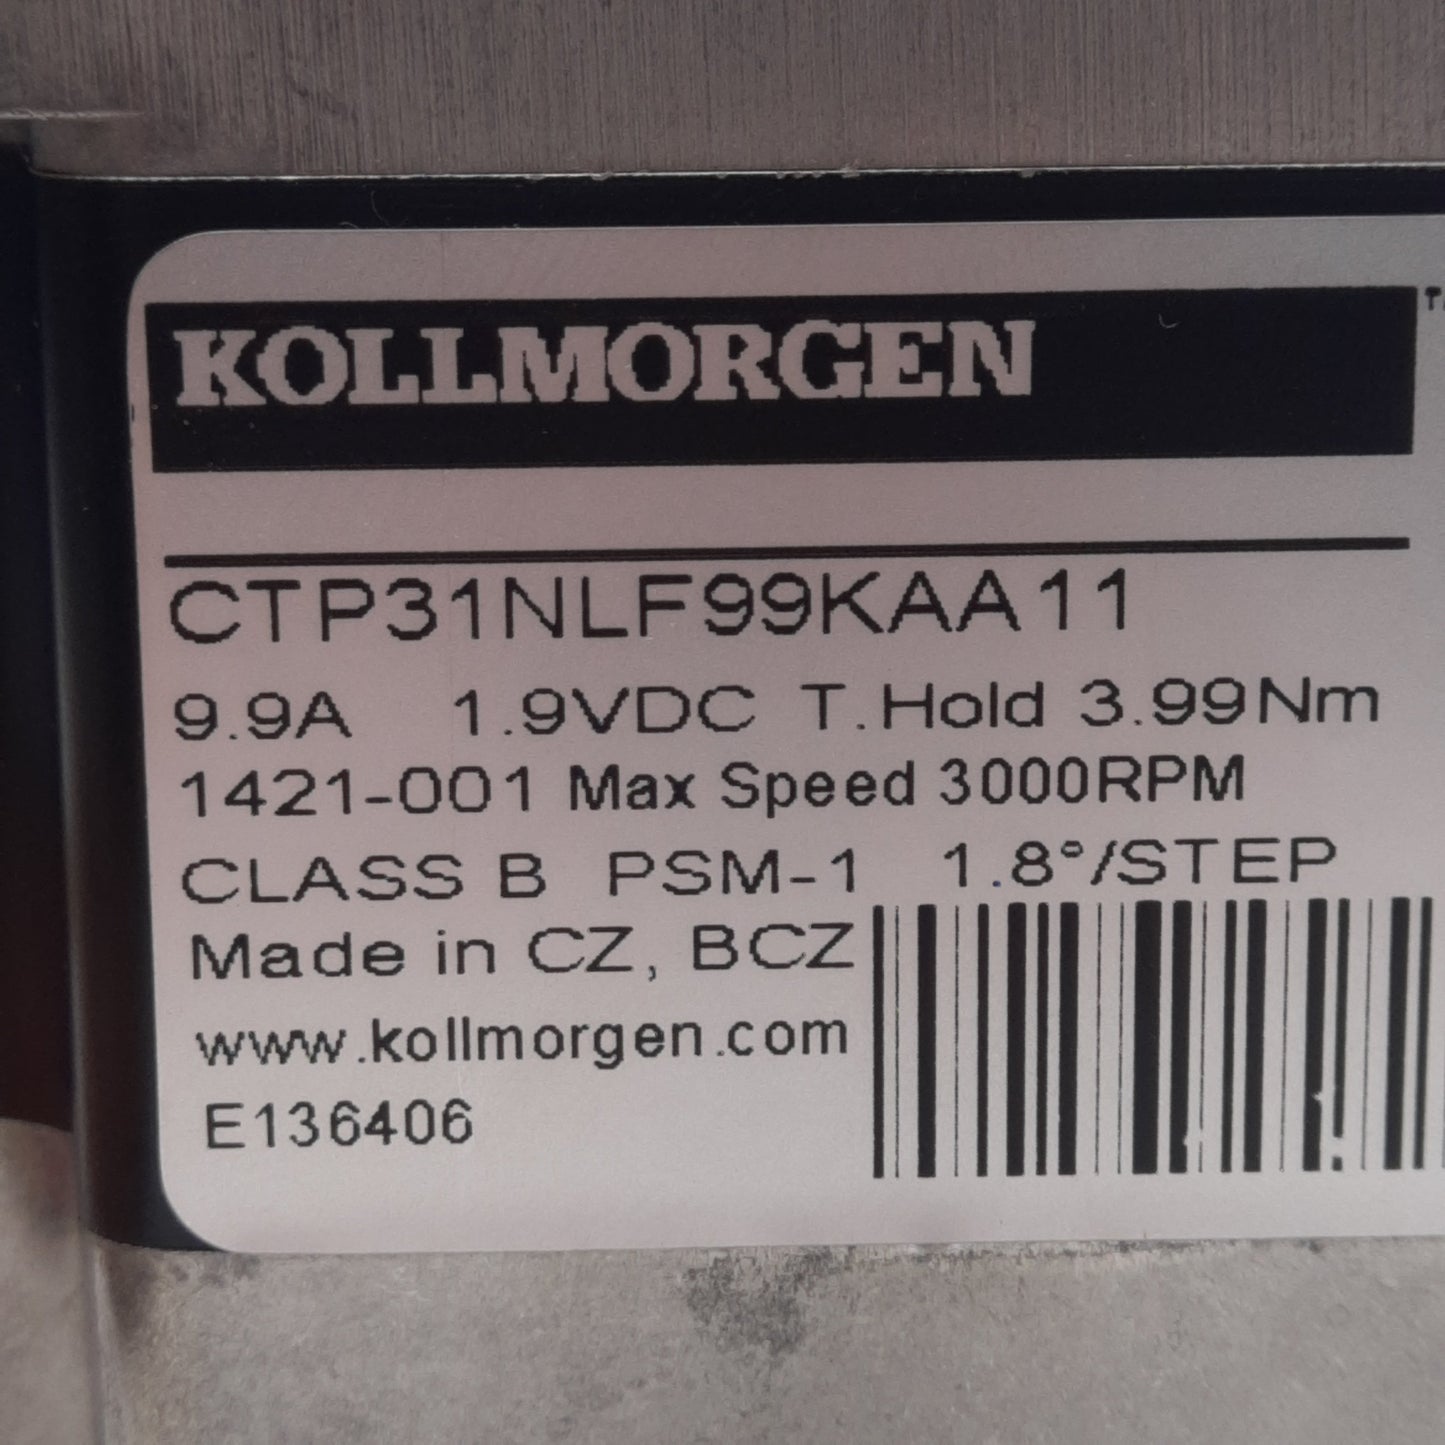 KOLLMORGEN
CTP31NLF99KAA11
9.9A 1.9VDC T.Hold 3.99Nm
1421-001 Max Speed 3000RPM
CLASS B PSM-1 1.8°/STEP
Made in CZ, BCZ
www.kollmorgen.com
E136406